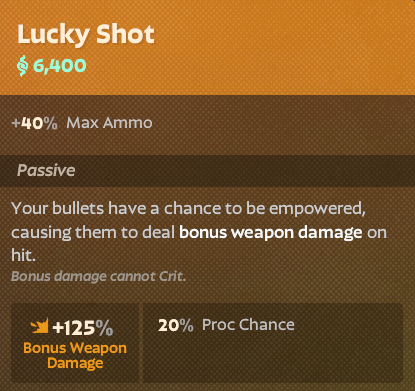 Lucky Shot
6,400
+40% Max Ammo
Passive
Your bullets have a chance to be empowered,
causing them to deal bonus weapon damage on
hit.
Bonus damage cannot Crit.
+125% 20% Proc Chance
Bonus Weapon
Damage